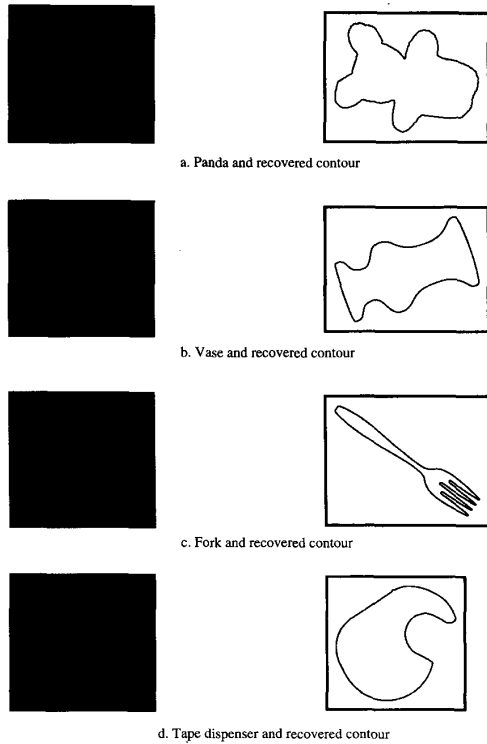 a. Panda and recovered contour
b. Vase and recovered contour
c. Fork and recovered contour
d. Tape dispenser and recovered contour